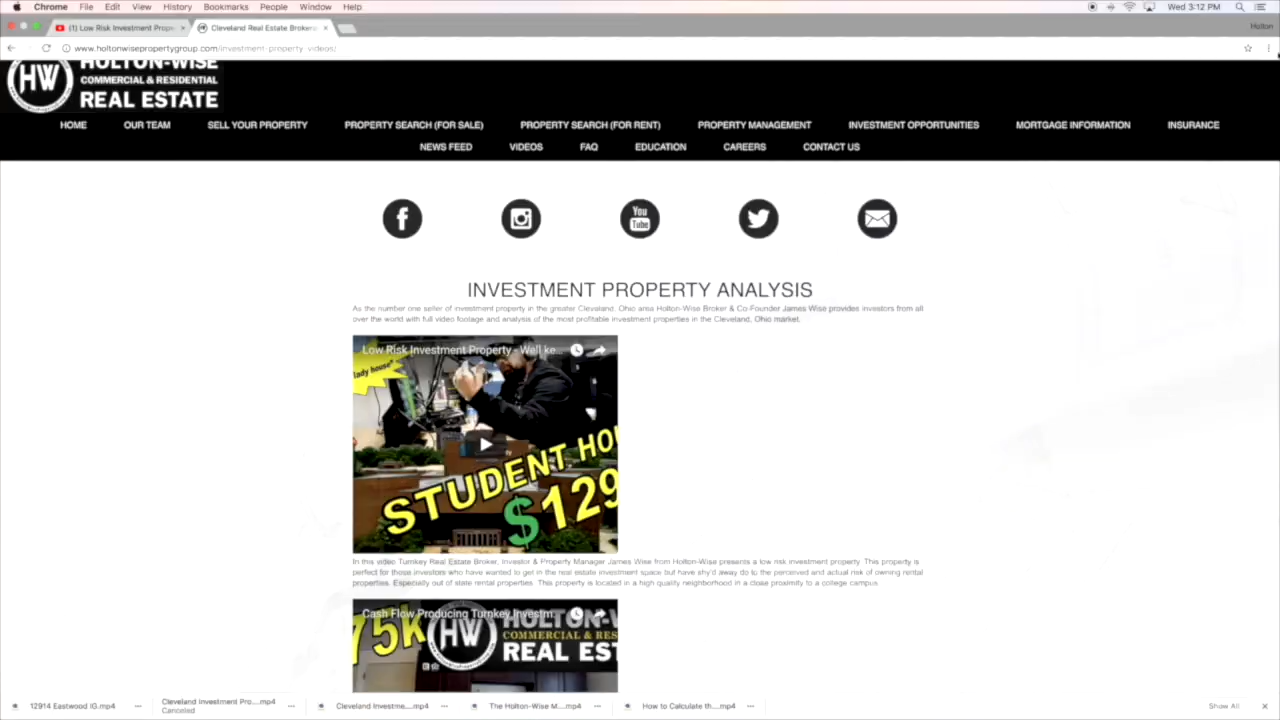 Chrome File Edit View History Bookmarks People Window Help Wed 3:12 PM
(1) Low Risk Investment Prop Cleveland Real Estate Brokera Holton
www.holtonwisepropertygroup.com/investment-property-videos/
HW
HOLTON-WISE
COMMERCIAL & RESIDENTIAL
REAL ESTATE
HOME OUR TEAM SELL YOUR PROPERTY PROPERTY SEARCH (FOR SALE) PROPERTY SEARCH (FOR RENT) PROPERTY MANAGEMENT INVESTMENT OPPORTUNITIES MORTGAGE INFORMATION INSURANCE
NEWS FEED VIDEOS FAQ EDUCATION CAREERS CONTACT US
You
Tube
INVESTMENT PROPERTY ANALYSIS
As the number one seller of investment property in the greater Cleveland, Ohio area Holton-Wise Broker & Co-Founder James Wise provides investors from all
over the world with full video footage and analysis of the most profitable investment properties in the Cleveland, Ohio market.
Low Risk Investment Property - Well ke...
lady house"
STUDENT HO
$129
In this video Turnkey Real Estate Broker, Investor & Property Manager James Wise from Holton-Wise presents a low risk investment property. This property is
perfect for those investors who have wanted to get in the real estate investment space but have shy'd away do to the perceived and actual risk of owning rental
properties. Especially out of state rental properties. This property is located in a high quality neighborhood in a close proximity to a college campus.
Cash Flow Producing Turnkey Investm...
75k
HW
HOLTON-W
COMMERCIAL & RES
REAL EST
12914 Eastwood IG.mp4 Cleveland Investment Pro....mp4 Cleveland Investme....mp4 The Holton-Wise M....mp4 How to Calculate th....mp4 Show All
Canceled